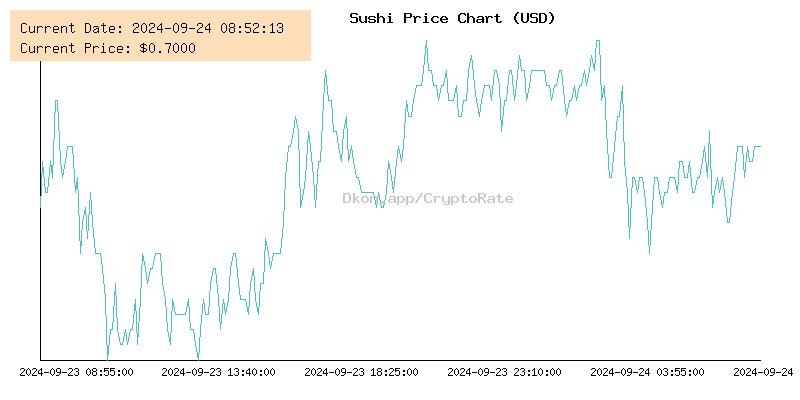 Sushi Price Chart (USD)
Current Date: 2024-09-24 08:52:13
Current Price: $0.7000
Dkon.app/CryptoRate
2024-09-23 08:55:00 2024-09-23 13:40:00 2024-09-23 18:25:00 2024-09-23 23:10:00 2024-09-24 03:55:00 2024-09-24